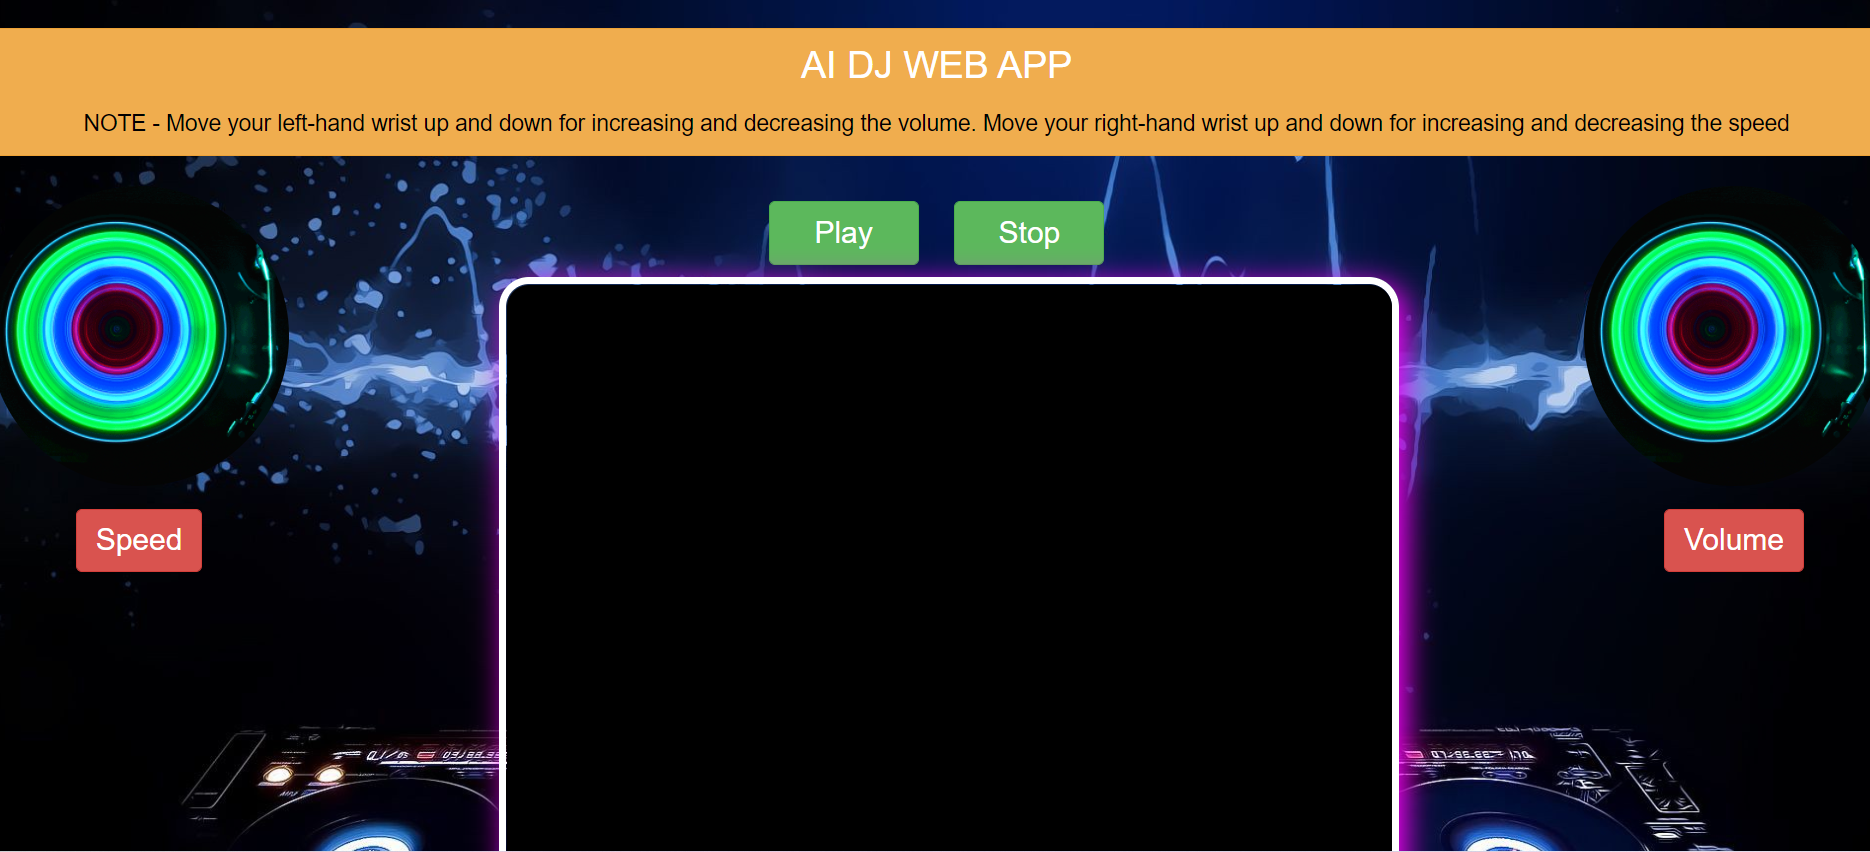 AI DJ WEB APP
NOTE - Move your left-hand wrist up and down for increasing and decreasing the volume. Move your right-hand wrist up and down for increasing and decreasing the speed
Play Stop
Speed
Volume